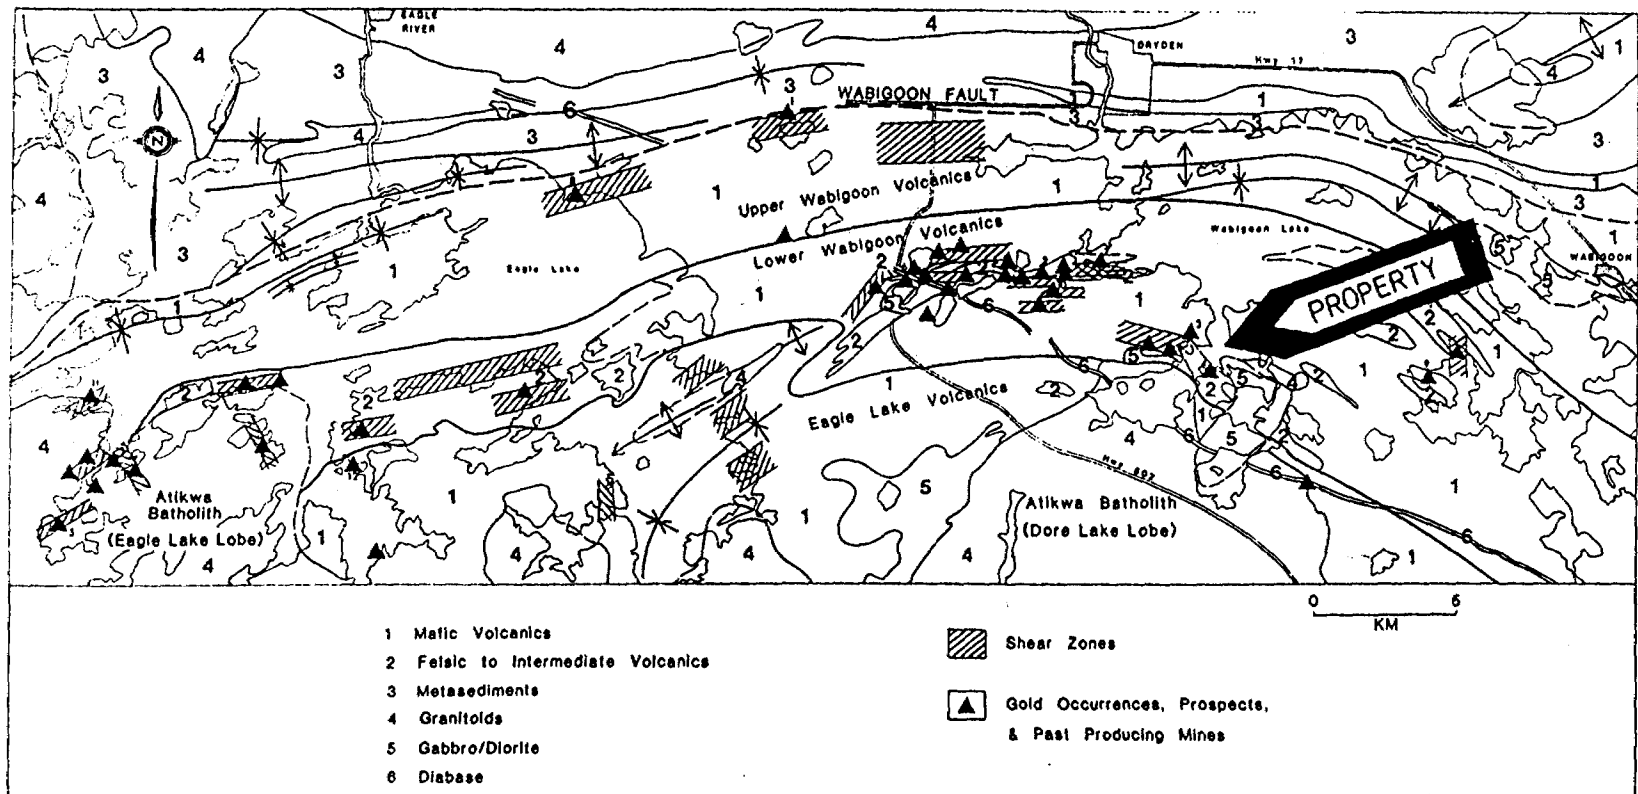 EAGLE
RIVER
DRYDEN
Hwy 17
WABIGOON FAULT
N
Upper Wabigoon Volcanics
Lower Wabigoon Volcanics
Wabigoon Lake
Eagle Lake
WABIGOON
PROPERTY
Eagle Lake Volcanics
Atikwa
Batholith
(Eagle Lake Lobe)
Atikwa Batholith
(Dore Lake Lobe)
0 6
KM
1 Mafic Volcanics
2 Felsic to Intermediate Volcanics
3 Metasediments
4 Granitoids
5 Gabbro/Diorite
6 Diabase
Shear Zones
Gold Occurrences, Prospects,
& Past Producing Mines